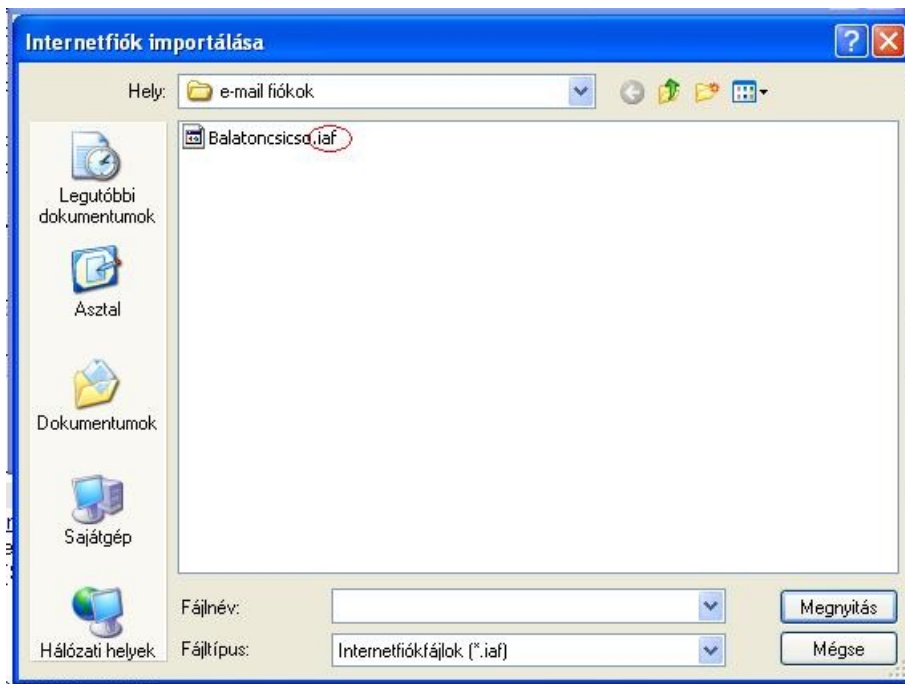 Internetfiók importálása
Hely:
e-mail fiókok
Balatoncsicso.iaf
Legutóbbi
dokumentumok
Asztal
Dokumentumok
Sajátgép
Hálózati helyek
Fájlnév:
Megnyitás
Fájltípus:
Internetfiókfájlok (*.iaf)
Mégse